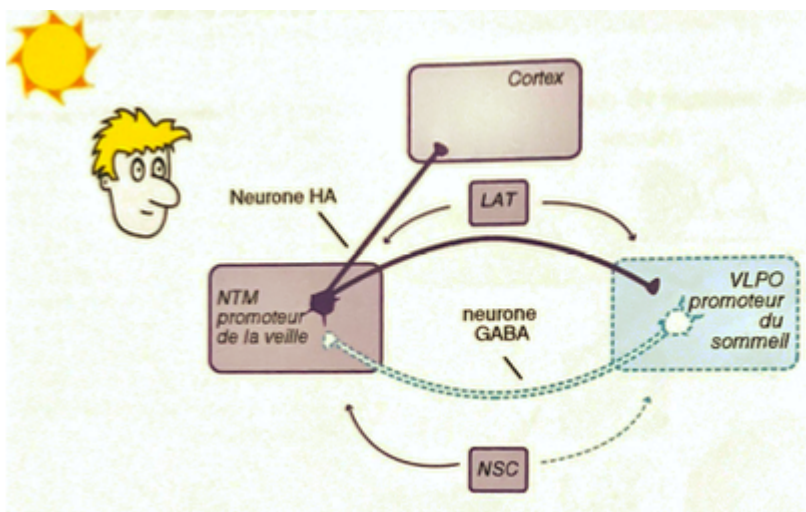 Cortex
Neurone HA
LAT
NTM
promoteur
de la veille
neurone
GABA
VLPO
promoteur
du
sommeil
NSC